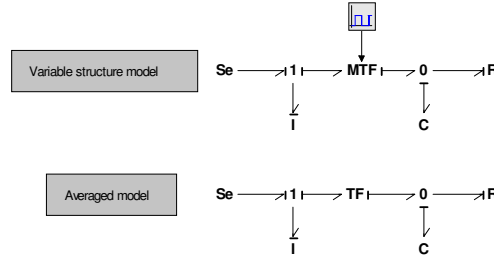 Variable structure model Se 1 MTF 0 R
I C
Averaged model Se 1 TF 0 R
I C